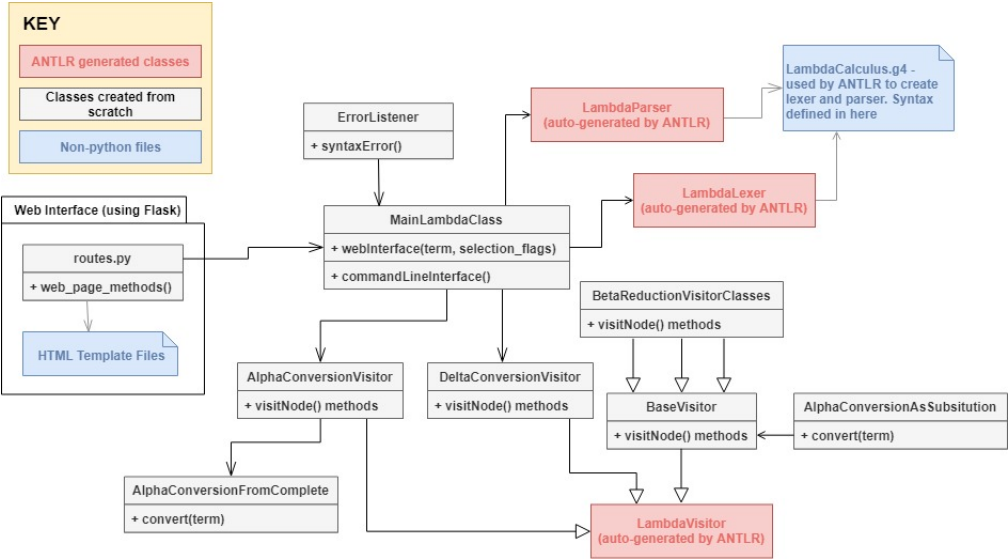 KEY
ANTLR generated classes
Classes created from
scratch
Non-python files
ErrorListener
+ syntaxError()
LambdaParser
(auto-generated by ANTLR)
LambdaCalculus.g4 -
used by ANTLR to create
lexer and parser. Syntax
defined in here
LambdaLexer
(auto-generated by ANTLR)
Web Interface (using Flask)
routes.py
+ web_page_methods()
HTML Template Files
MainLambdaClass
+ webInterface(term, selection_flags)
+ commandLineInterface()
BetaReductionVisitorClasses
+ visitNode() methods
AlphaConversionVisitor
+ visitNode() methods
DeltaConversionVisitor
+ visitNode() methods
BaseVisitor
+ visitNode() methods
AlphaConversionAsSubsitution
+ convert(term)
AlphaConversionFromComplete
+ convert(term)
LambdaVisitor
(auto-generated by ANTLR)